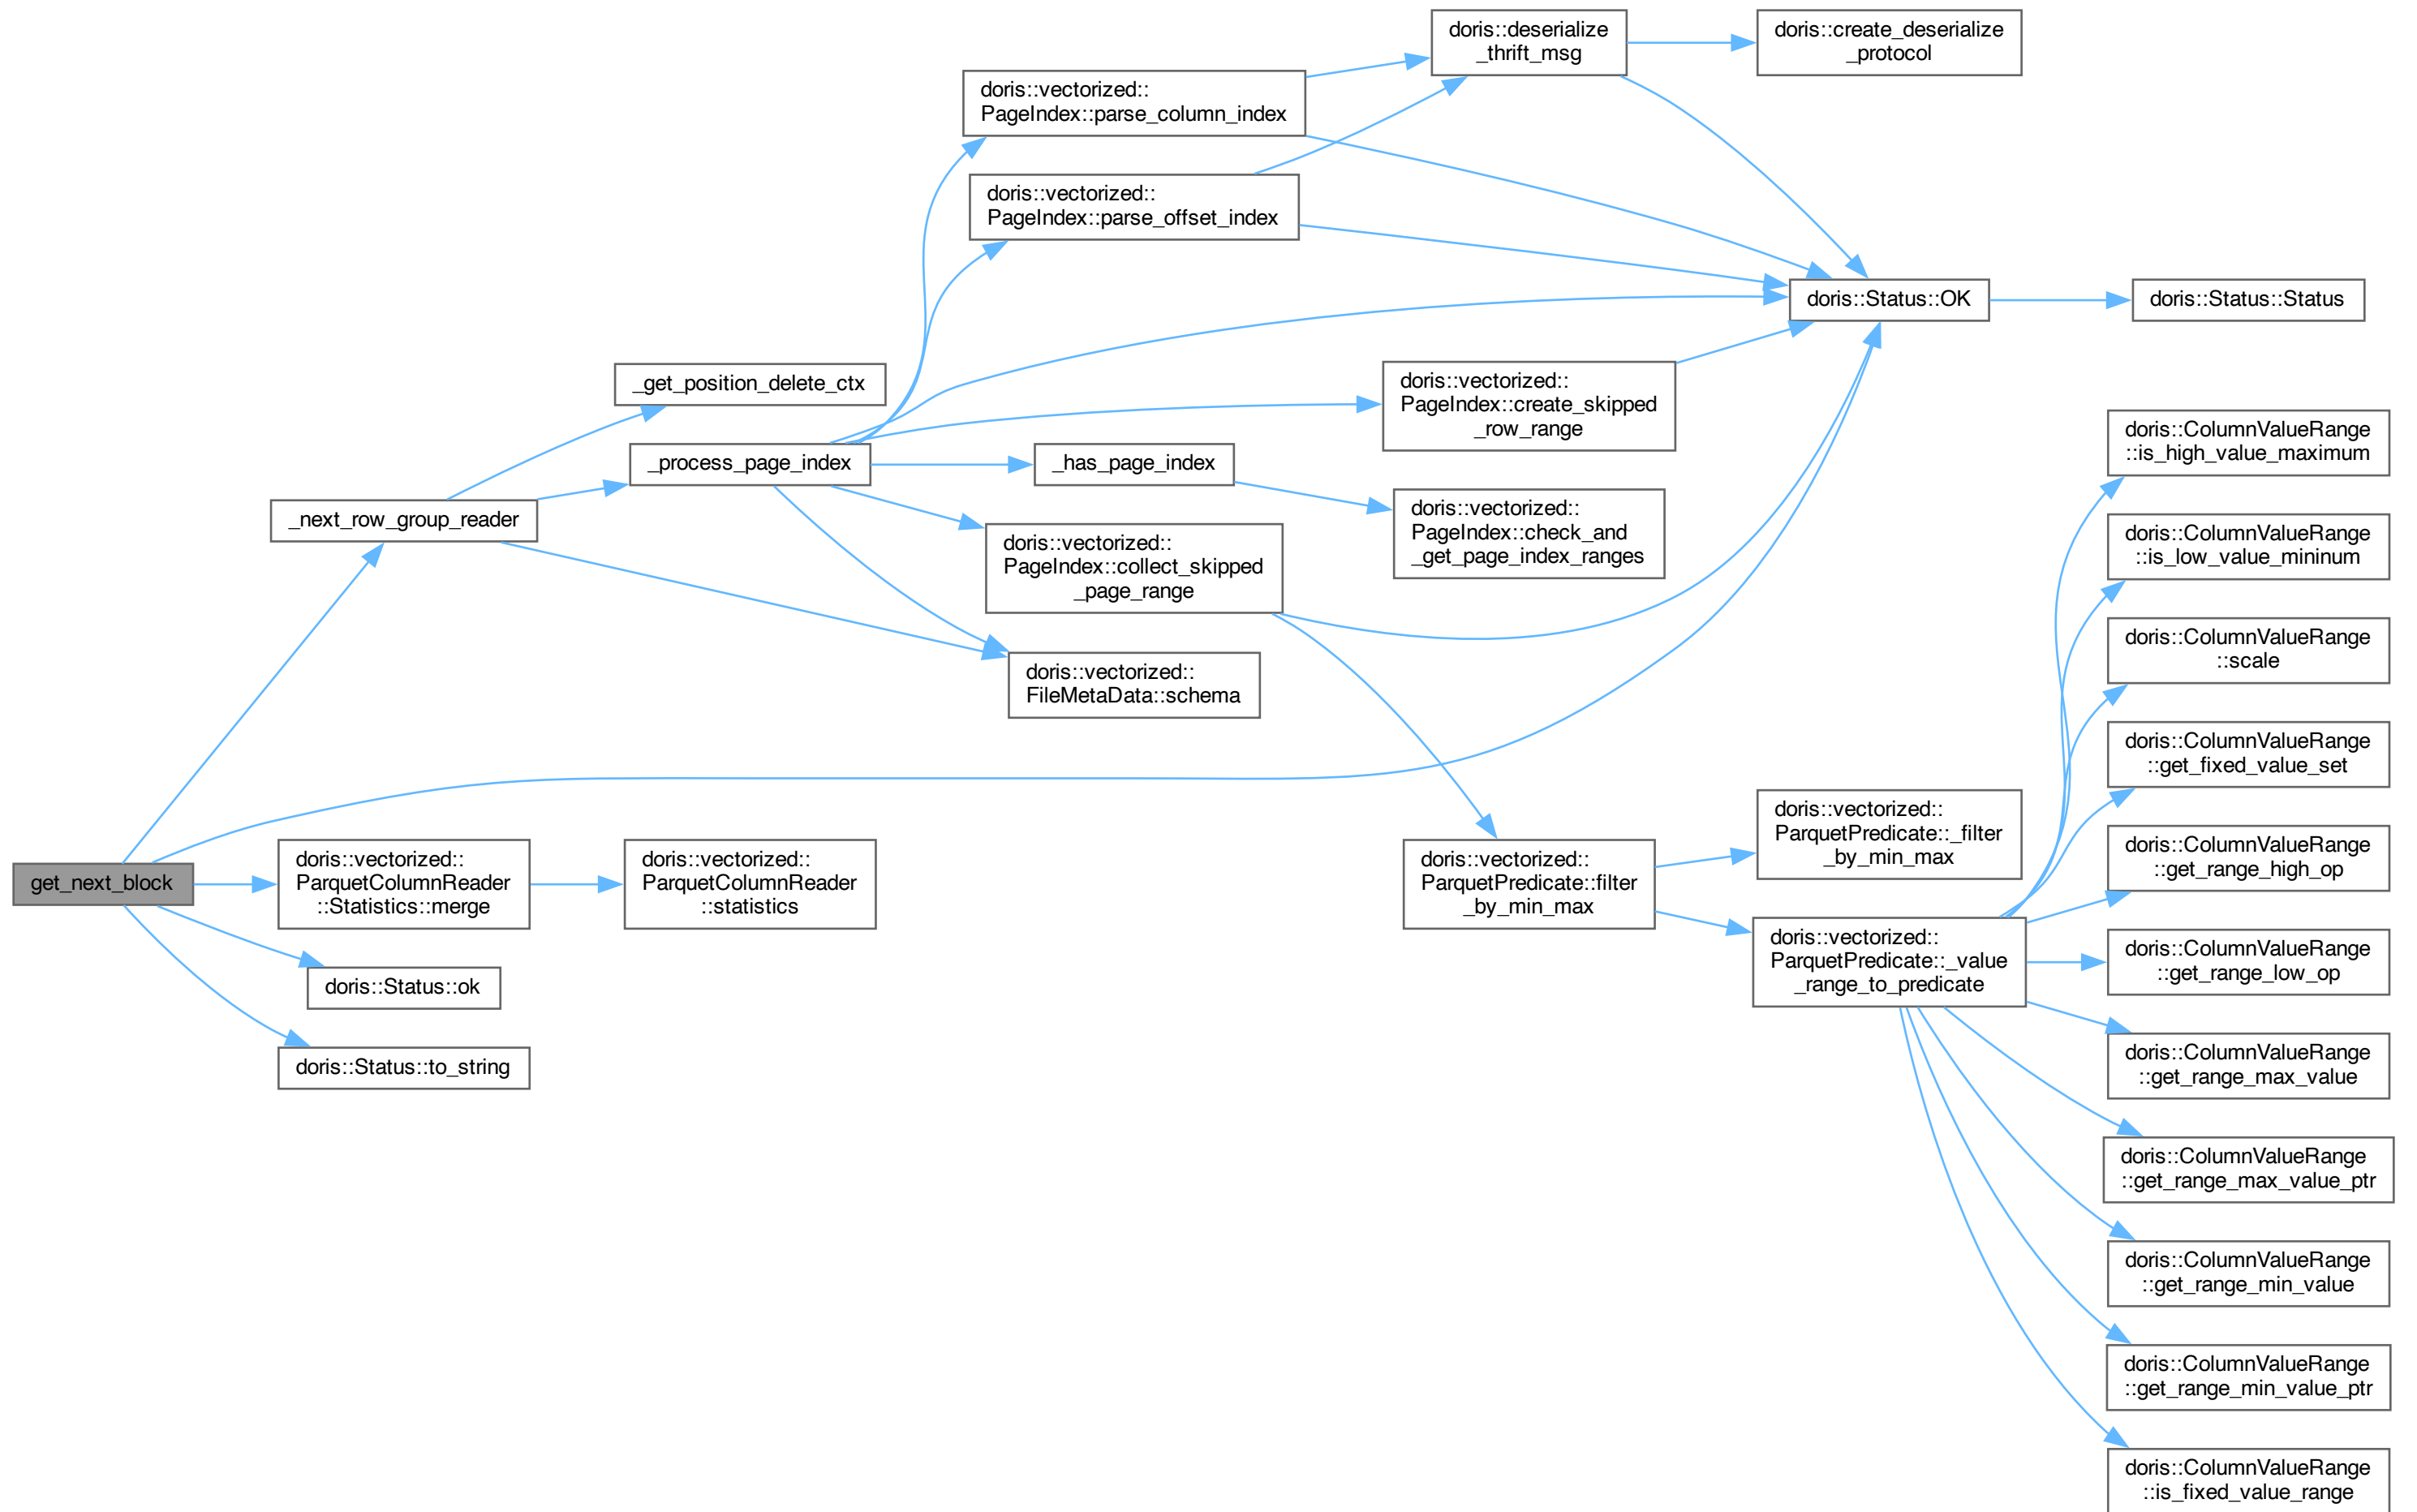 get_next_block
_next_row_group_reader
doris::vectorized::
ParquetColumnReader
::Statistics::merge
doris::Status::ok
doris::Status::to_string
_get_position_delete_ctx
_process_page_index
doris::vectorized::
ParquetColumnReader
::statistics
doris::vectorized::
PageIndex::parse_column_index
doris::vectorized::
PageIndex::parse_offset_index
_has_page_index
doris::vectorized::
PageIndex::collect_skipped
_page_range
doris::vectorized::
FileMetaData::schema
doris::deserialize
_thrift_msg
doris::vectorized::
PageIndex::create_skipped
_row_range
doris::vectorized::
PageIndex::check_and
_get_page_index_ranges
doris::vectorized::
ParquetPredicate::filter
_by_min_max
doris::create_deserialize
_protocol
doris::Status::OK
doris::vectorized::
ParquetPredicate::_filter
_by_min_max
doris::vectorized::
ParquetPredicate::_value
_range_to_predicate
doris::Status::Status
doris::ColumnValueRange
::is_high_value_maximum
doris::ColumnValueRange
::is_low_value_mininum
doris::ColumnValueRange
::scale
doris::ColumnValueRange
::get_fixed_value_set
doris::ColumnValueRange
::get_range_high_op
doris::ColumnValueRange
::get_range_low_op
doris::ColumnValueRange
::get_range_max_value
doris::ColumnValueRange
::get_range_max_value_ptr
doris::ColumnValueRange
::get_range_min_value
doris::ColumnValueRange
::get_range_min_value_ptr
doris::ColumnValueRange
::is_fixed_value_range